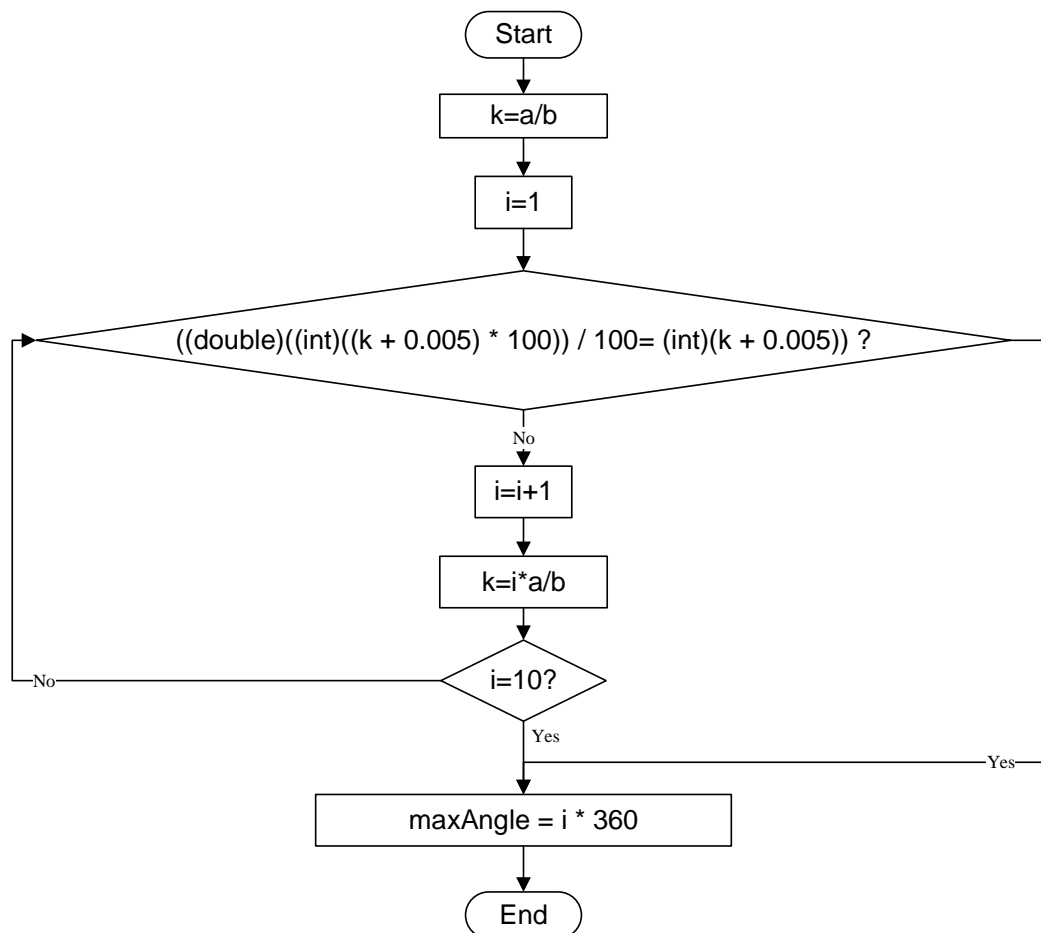 Start
k=a/b
i=1
((double)((int)((k + 0.005) * 100)) / 100= (int)(k + 0.005)) ?
No
i=i+1
k=i*a/b
i=10?
No
Yes
Yes
maxAngle = i * 360
End